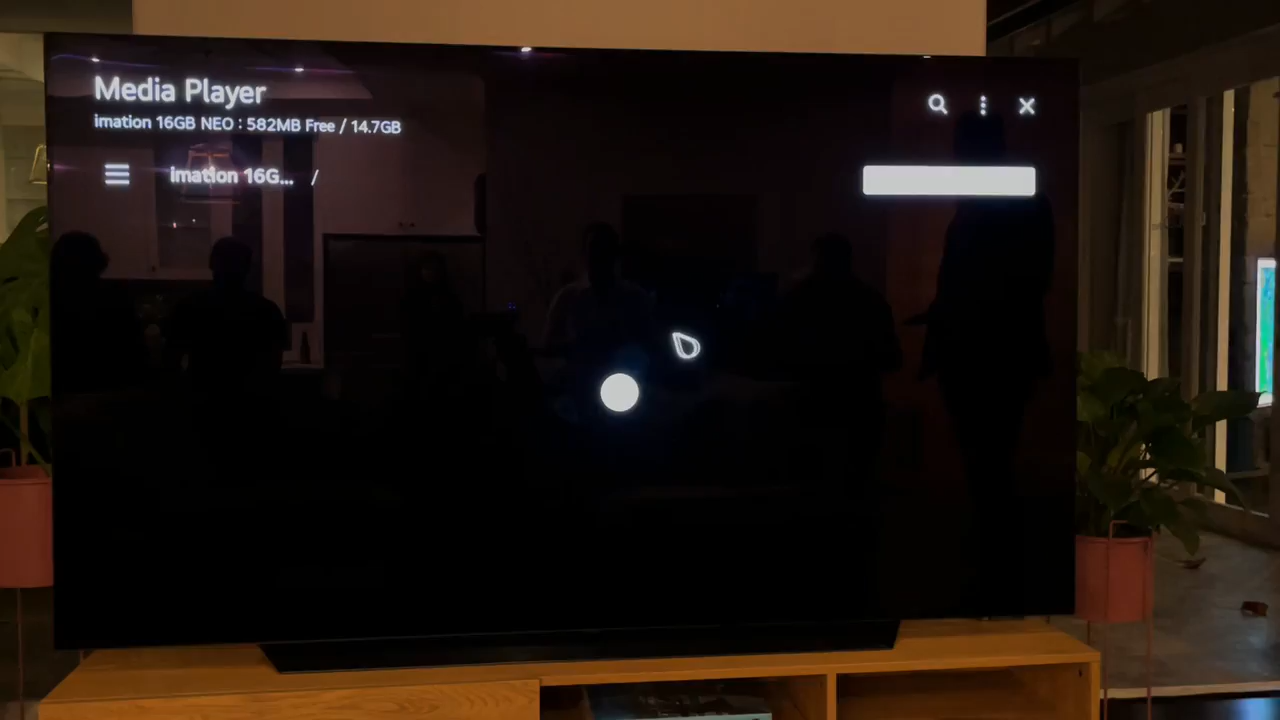 Media Player
imation 16GB NEO : 582MB Free / 14.7GB
imation 16G... /